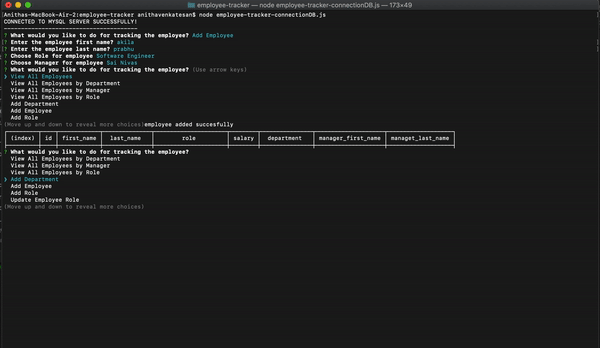 employee-tracker — node employee-tracker-connectionDB.js — 173×49
Anithas-MacBook-Air-2:employee-tracker anithavenkatesan$ node employee-tracker-connectionDB.js
CONNECTED TO MYSQL SERVER SUCCESSFULLY!
? What would you like to do for tracking the employee? Add Employee
? Enter the employee first name? akila
? Enter the employee last name? prabhu
? Choose Role for employee Software Engineer
? Choose Manager for employee Sai Nives
? What would you like to do for tracking the employee? (Use arrow keys)
❯ View All Employees
View All Employees by Department
View All Employees by Manager
View All Employees by Role
Add Department
Add Employee
Add Role
(Move up and down to reveal more choices)employee added succesfully
(index) id first_name last_name role salary department manager_first_name managet_last_name
? What would you like to do for tracking the employee?
View All Employees by Department
View All Employees by Manager
View All Employees by Role
❯ Add Department
Add Employee
Add Role
Update Employee Role
(Move up and down to reveal more choices)